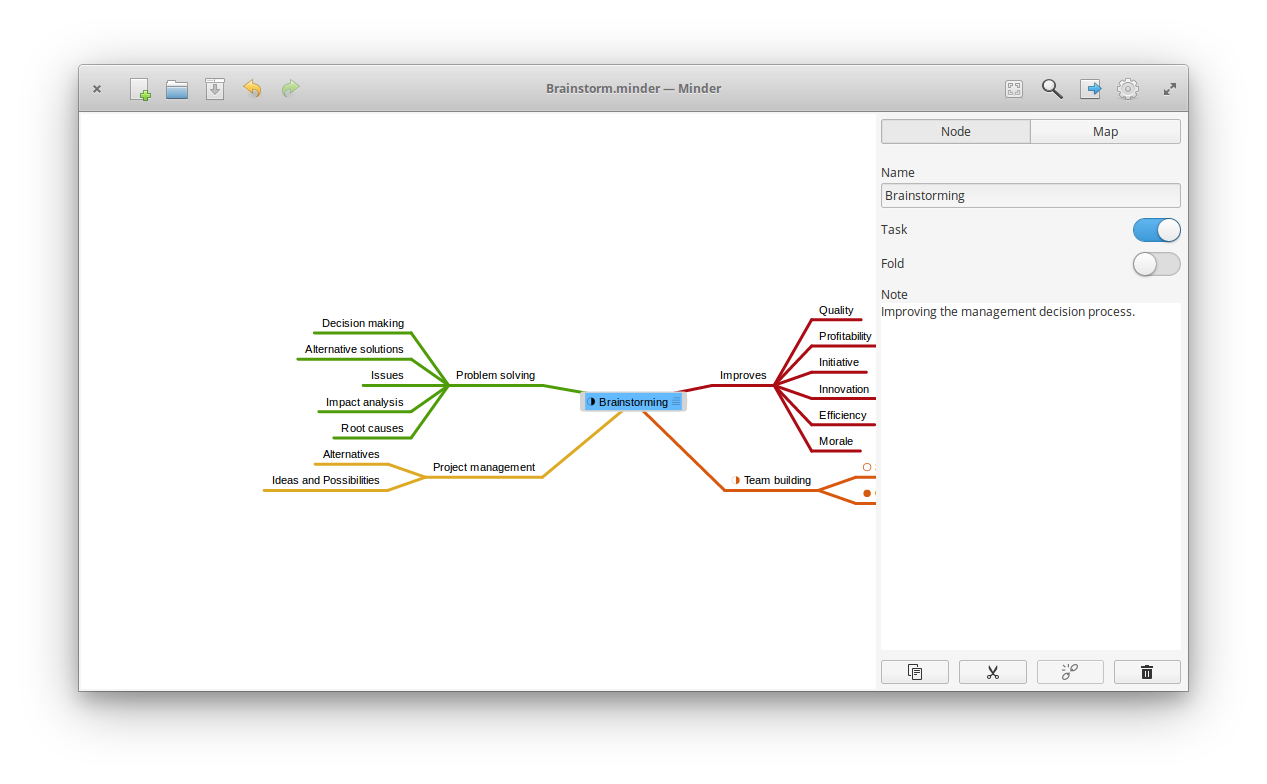 Brainstorm.minder — Minder
Node
Map
Name
Brainstorming
Task
Fold
Note
Improving the management decision process.
Decision making
Alternative solutions
Issues
Impact analysis
Root causes
Problem solving
Alternatives
Ideas and Possibilities
Project management
Brainstorming
Improves
Quality
Profitability
Initiative
Innovation
Efficiency
Morale
Team building